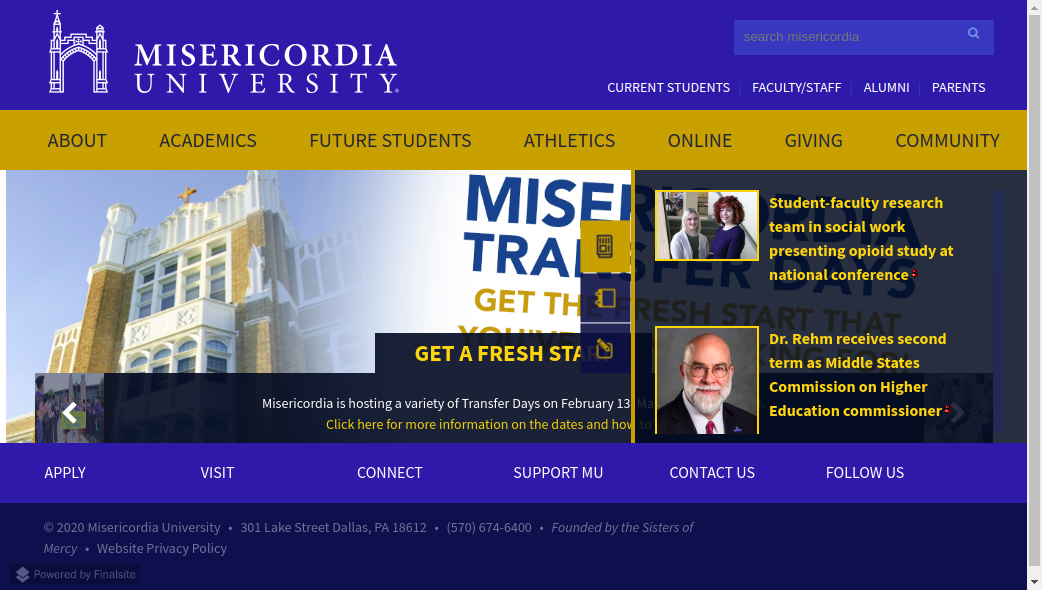 MISERICORDIA
UNIVERSITY
search misericordia
CURRENT STUDENTS
FACULTY/STAFF
ALUMNI
PARENTS
ABOUT
ACADEMICS
FUTURE STUDENTS
ATHLETICS
ONLINE
GIVING
COMMUNITY
MISERICORDIA
TRANSFER DAYS
GET THE FRESH START THAT
YOU'VE
GET A FRESH STA
Misericordia is hosting a variety of Transfer Days on February 13
Click here for more information on the dates and how to
Student-faculty research
team in social work
presenting opioid study at
national conference
Dr. Rehm receives second
term as Middle States
Commission on Higher
Education commissioner
APPLY
VISIT
CONNECT
SUPPORT MU
CONTACT US
FOLLOW US
© 2020 Misericordia University • 301 Lake Street Dallas, PA 18612 • (570) 674-6400 • Founded by the Sisters of
Mercy • Website Privacy Policy
Powered by Finalsite